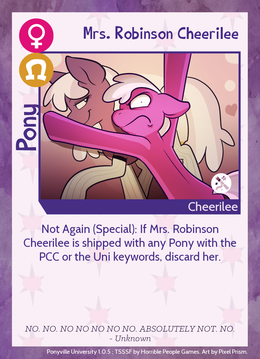 Mrs. Robinson Cheerilee
Pony
Cheerilee
Not Again (Special): If Mrs. Robinson
Cheerilee is shipped with any Pony with the
PCC or the Uni keywords, discard her.
NO. NO. NO NO NO NO NO. ABSOLUTELY NOT. NO.
- Unknown
Ponyville University 1.0.5 ; TSSSF by Horrible People Games. Art by Pixel Prism.